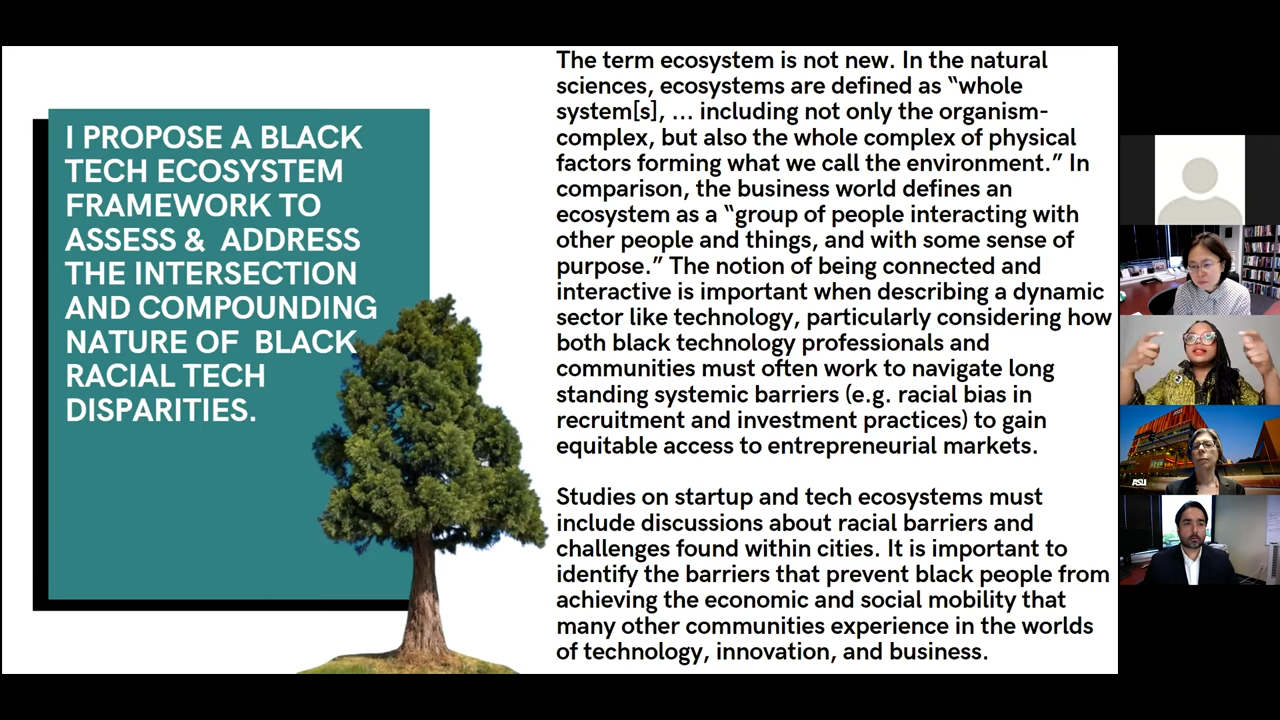 I PROPOSE A BLACK
TECH ECOSYSTEM
FRAMEWORK TO
ASSESS & ADDRESS
THE INTERSECTION
AND COMPOUNDING
NATURE OF BLACK
RACIAL TECH
DISPARITIES.
The term ecosystem is not new. In the natural
sciences, ecosystems are defined as “whole
system[s], ... including not only the organism-
complex, but also the whole complex of physical
factors forming what we call the environment.” In
comparison, the business world defines an
ecosystem as a “group of people interacting with
other people and things, and with some sense of
purpose.” The notion of being connected and
interactive is important when describing a dynamic
sector like technology, particularly considering how
both black technology professionals and
communities must often work to navigate long
standing systemic barriers (e.g. racial bias in
recruitment and investment practices) to gain
equitable access to entrepreneurial markets.
Studies on startup and tech ecosystems must
include discussions about racial barriers and
challenges found within cities. It is important to
identify the barriers that prevent black people from
achieving the economic and social mobility that
many other communities experience in the worlds
of technology, innovation, and business.
ASU